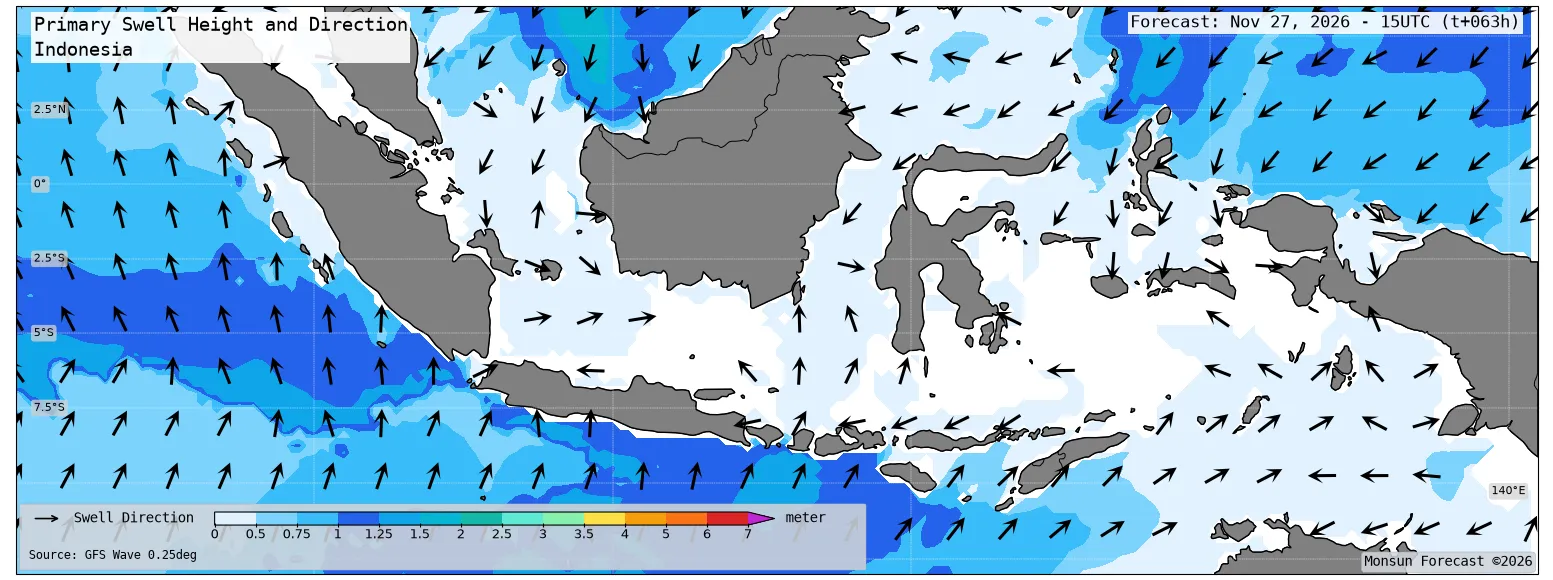 Primary Swell Height and Direction
Indonesia
Forecast: Nov 27, 2026 - 15UTC (t+063h)
2.5°N
0°
2.5°S
5°S
7.5°S
140°E
Swell Direction
meter
0 0.5 0.75 1 1.25 1.5 2 2.5 3 3.5 4 5 6 7
Source: GFS Wave 0.25deg
Monsun Forecast ©2026